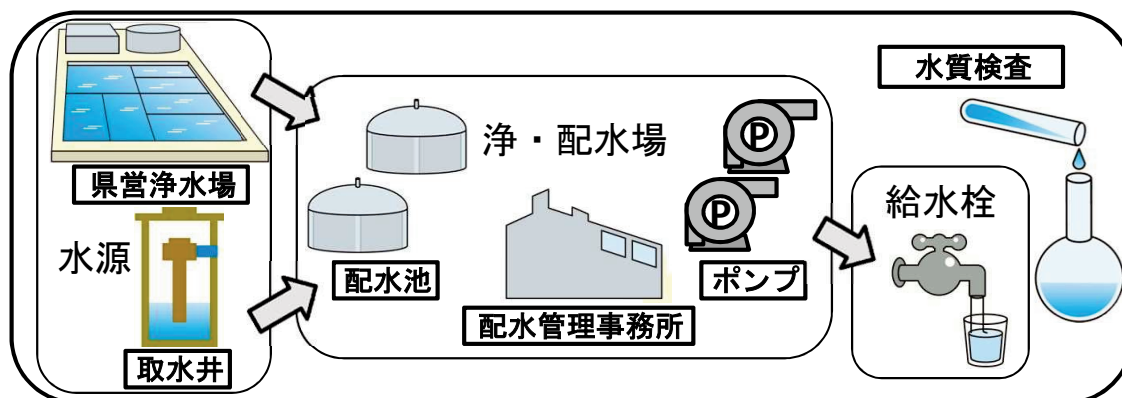 県営浄水場
水源
取水井
浄・配水場
配水池
配水管理事務所
P
P
ポンプ
給水栓
水質検査